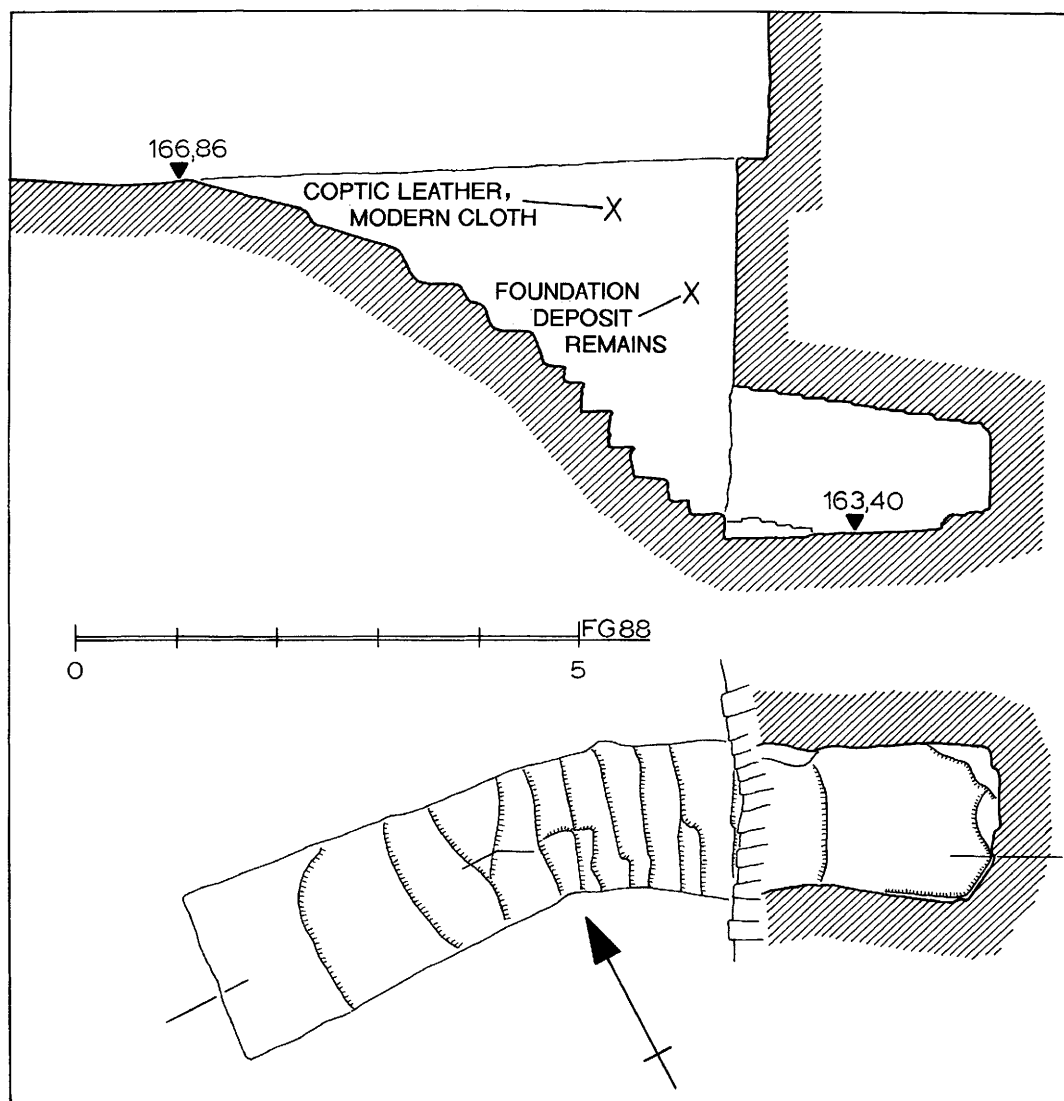 166,86
COPTIC LEATHER,
MODERN CLOTH
X
FOUNDATION
DEPOSIT
REMAINS
X
163,40
FG88
0
5